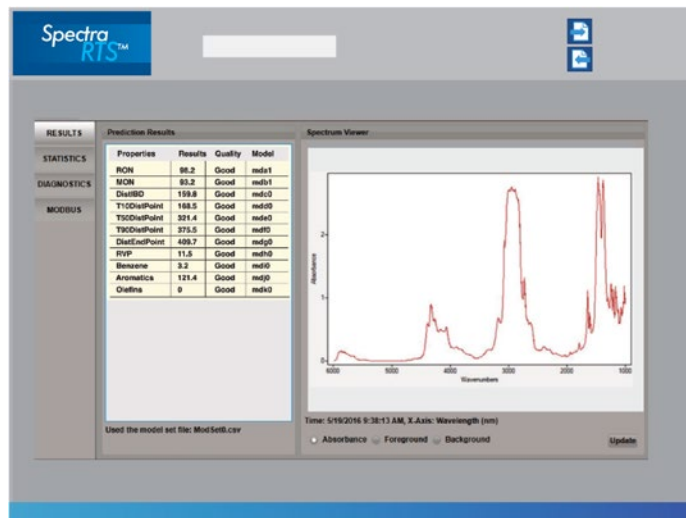 Spectra
RTS™
RESULTS
STATISTICS
DIAGNOSTICS
MODBUS
Prediction Results
Properties Results Quality Model
RON 98.2 Good mda1
MON 93.2 Good mdb1
DistIBD 159.8 Good mdc0
T10DistPoint 168.5 Good mdd0
T50DistPoint 321.4 Good mde0
T90DistPoint 375.5 Good mdf0
DistEndPoint 409.7 Good mdg0
RVP 11.5 Good mdh0
Benzene 3.2 Good mdi0
Aromatics 121.4 Good mdj0
Olefins 0 Good mdk0
Used the model set file: ModSet0.csv
Spectrum Viewer
Absorbance
2
1
0
6000 5000 4000 3000 2000 1000
Wavenumbers
Time: 5/19/2016 9:38:13 AM, X-Axis: Wavelength (nm)
Absorbance Foreground Background
Update